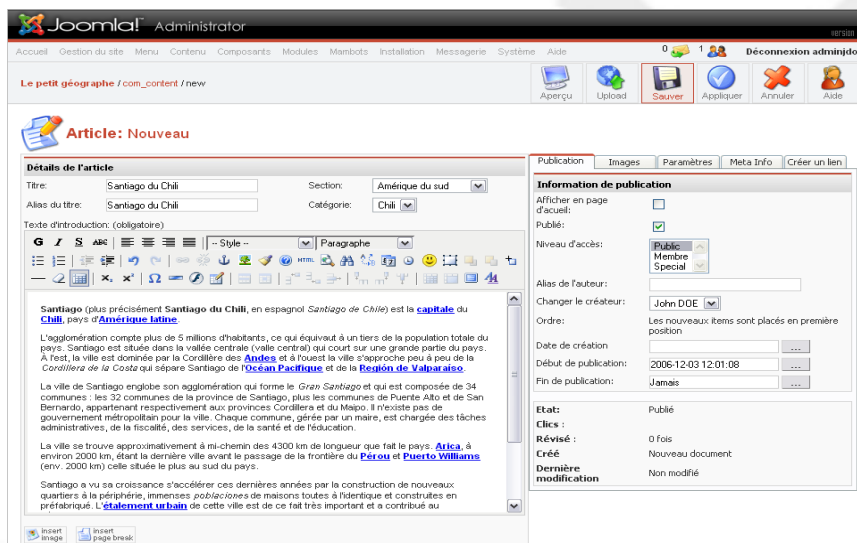 Joomla! Administrator
version
Accueil Gestion du site Menu Contenu Composants Modules Mambots Installation Messagerie Système Aide 0 1 Déconnexion adminjdo
Le petit géographe / com_content / new
Aperçu Upload Sauver Appliquer Annuler Aide
Article: Nouveau
Détails de l'article
Titre: Santiago du Chili Section: Amérique du sud
Alias du titre: Santiago du Chili Catégorie: Chili
Texte d'introduction: (obligatoire)
G I S ABC -- Style -- Paragraphe
HTML
Santiago (plus précisément Santiago du Chili, en espagnol Santiago de Chile) est la capitale du
Chili, pays d'Amérique latine.
L'agglomération compte plus de 5 millions d'habitants, ce qui équivaut à un tiers de la population totale du
pays. Santiago est située dans la vallée centrale (valle central) qui court sur une grande partie du pays.
À l'est, la ville est dominée par la Cordillère des Andes et à l'ouest la ville s'approche peu à peu de la
Cordillera de la Costa qui sépare Santiago de l'Océan Pacifique et de la Región de Valparaíso.
La ville de Santiago englobe son agglomération qui forme le Gran Santiago et qui est composée de 34
communes : les 32 communes de la province de Santiago, plus les communes de Puente Alto et de San
Bernardo, appartenant respectivement aux provinces Cordillera et du Maipo. Il n'existe pas de
gouvernement métropolitain pour la ville. Chaque commune, gérée par un maire, est chargée des tâches
administratives, de la fiscalité, des services, de la santé et de l'éducation.
La ville se trouve approximativement à mi-chemin des 4300 km de longueur que fait le pays. Arica, à
environ 2000 km, étant la dernière ville avant le passage de la frontière du Pérou et Puerto Williams
(env. 2000 km) celle située le plus au sud du pays.
Santiago a vu sa croissance s'accélérer ces dernières années par la construction de nouveaux
quartiers à la périphérie, immenses poblaciones de maisons toutes à l'identique et construites en
préfabriqué. L'étalement urbain de cette ville est de ce fait très important et a contribué au
insert image insert page break
Publication Images Paramètres Meta Info Créer un lien
Information de publication
Afficher en page
d'acueil:
Publié:
Niveau d'accès: Public
Membre
Special
Alias de l'auteur:
Changer le créateur: John DOE
Ordre: Les nouveaux items sont placés en première
position
Date de création ...
Début de publication: 2006-12-03 12:01:08 ...
Fin de publication: Jamais ...
Etat: Publié
Clics :
Révisé : 0 fois
Créé Nouveau document
Dernière
modification Non modifié